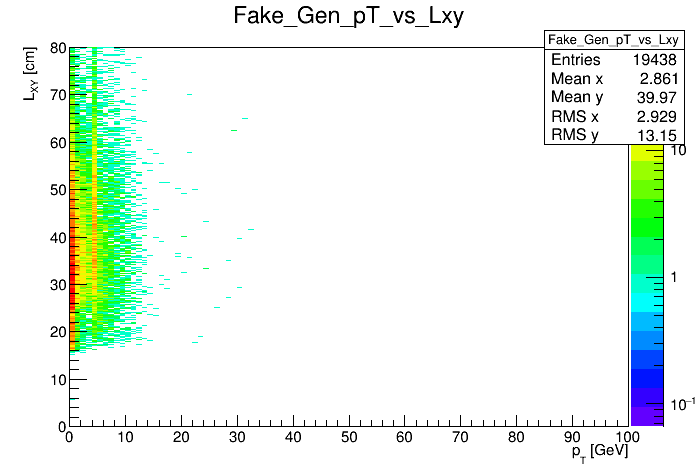 Fake_Gen_pT_vs_Lxy
Fake_Gen_pT_vs_Lxy
Entries 19438
Mean x 2.861
Mean y 39.97
RMS x 2.929
RMS y 13.15
L_XY [cm]
80
70
60
50
40
30
20
10
0
10
1
10^-1
0 10 20 30 40 50 60 70 80 90 100
p_T [GeV]